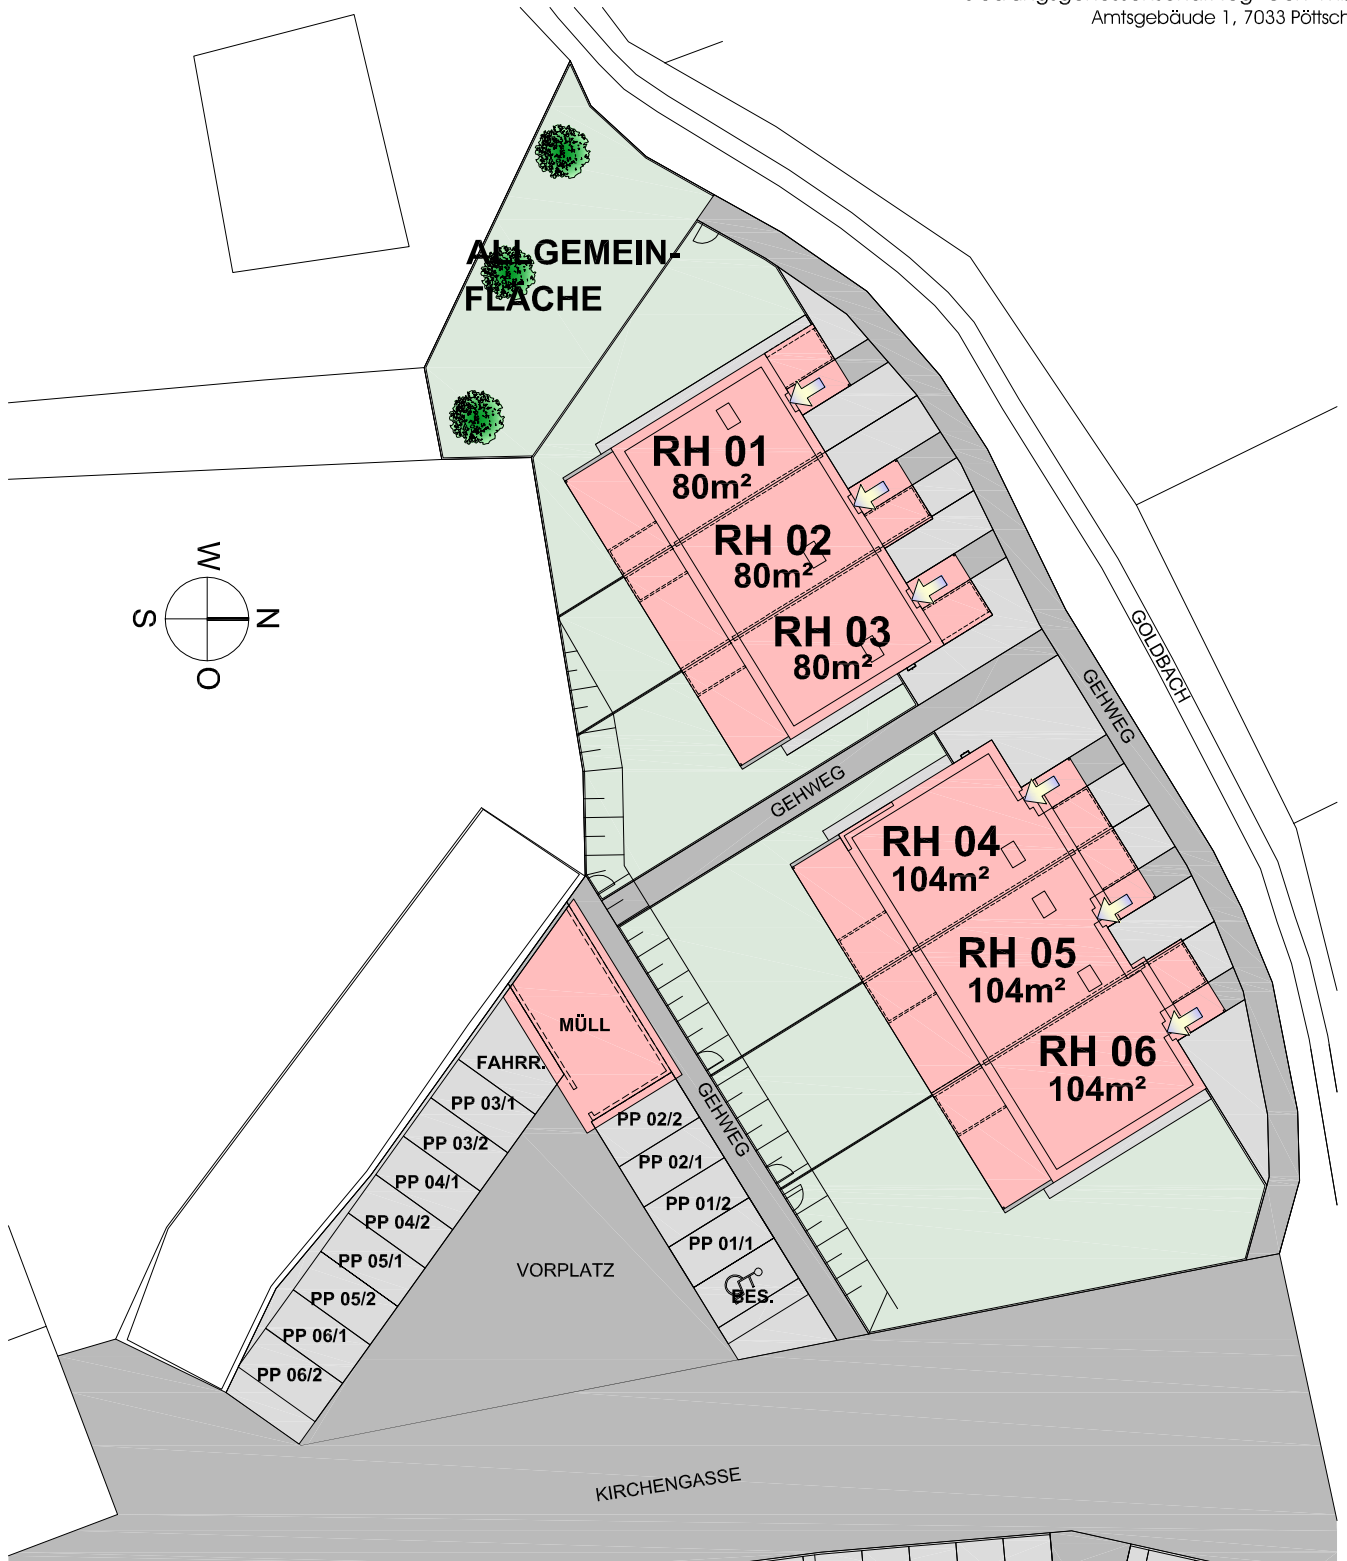 Amtsgebäude 1, 7033 Pöttsch
ALLGEMEIN-
FLÄCHE
RH 01
80m²
RH 02
80m²
RH 03
80m²
W
S
N
O
GOLDBACH
GEHWEG
GEHWEG
RH 04
104m²
RH 05
104m²
RH 06
104m²
MÜLL
FAHRR.
PP 03/1
PP 03/2
PP 04/1
PP 04/2
PP 05/1
PP 05/2
PP 06/1
PP 06/2
GEHWEG
PP 02/2
PP 02/1
PP 01/2
PP 01/1
BES.
VORPLATZ
KIRCHENGASSE